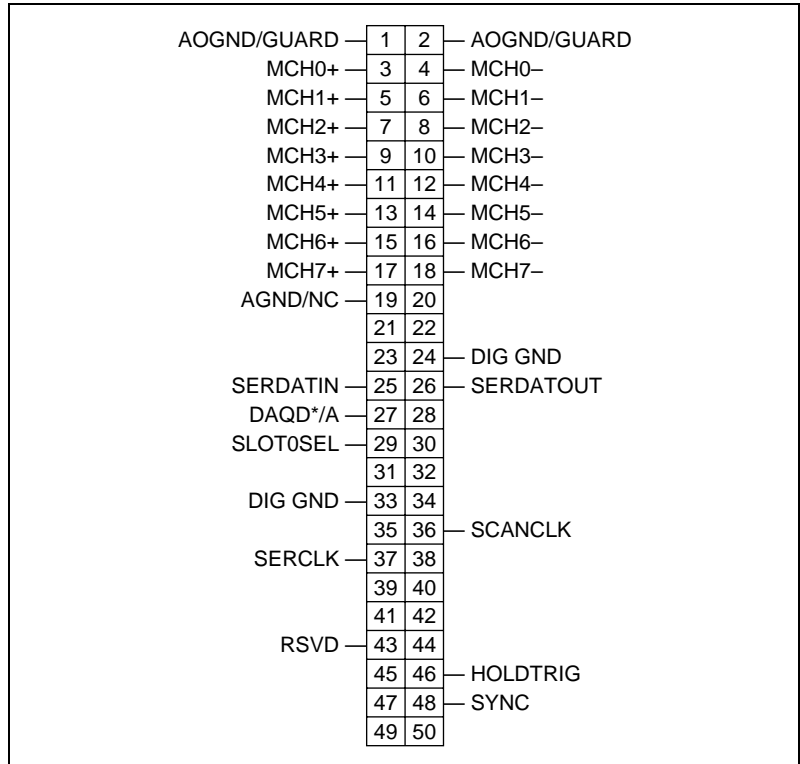 AOGND/GUARD 1 2 AOGND/GUARD
MCH0+ 3 4 MCH0–
MCH1+ 5 6 MCH1–
MCH2+ 7 8 MCH2–
MCH3+ 9 10 MCH3–
MCH4+ 11 12 MCH4–
MCH5+ 13 14 MCH5–
MCH6+ 15 16 MCH6–
MCH7+ 17 18 MCH7–
AGND/NC 19 20
21 22
23 24 DIG GND
SERDATIN 25 26 SERDATOUT
DAQD*/A 27 28
SLOT0SEL 29 30
31 32
DIG GND 33 34
35 36 SCANCLK
SERCLK 37 38
39 40
41 42
RSVD 43 44
45 46 HOLDTRIG
47 48 SYNC
49 50